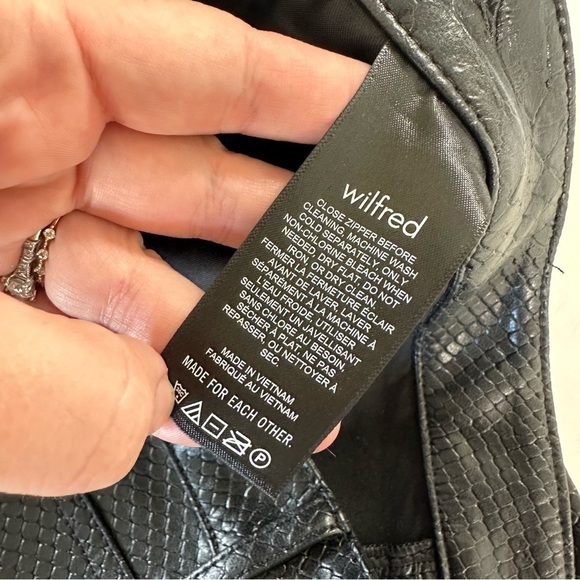 wilfred
CLOSE ZIPPER BEFORE
CLEANING. MACHINE WASH
COLD SEPARATELY, ONLY
NON-CHLORINE BLEACH WHEN
NEEDED DRY FLAT, DO NOT
IRON, OR DRY CLEAN.
FERMER LA FERMETURE ÉCLAIR
AVANT DE LAVER, LAVER
SÉPARÉMENT À LA MACHINE À
L'EAU FROIDE, UTILISER
SEULEMENT UN JAVELLISANT
SANS CHLORE AU BESOIN.
SÉCHER À PLAT, NE PAS
REPASSER, OU NETTOYER À
SEC.
MADE IN VIETNAM
FABRIQUÉ AU VIETNAM
MADE FOR EACH OTHER.
P